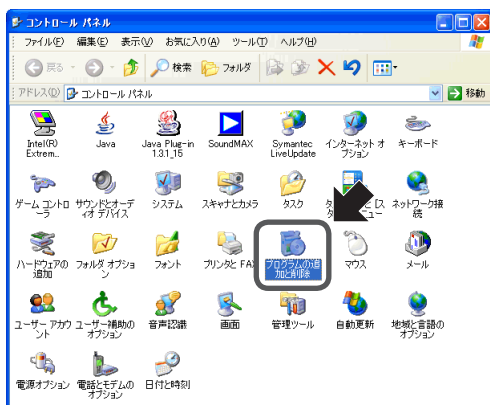 コントロール パネル
ファイル(F) 編集(E) 表示(V) お気に入り(A) ツール(T) ヘルプ(H)
戻る 検索 フォルダ
アドレス(D) コントロール パネル 移動
Intel(R) Extrem...
Java
Java Plug-in 1.3.1_15
SoundMAX
Symantec LiveUpdate
インターネット オプション
キーボード
ゲーム コントローラ
サウンドとオーディオ デバイス
システム
スキャナとカメラ
タスク
ネットワーク接続
ハードウェアの追加
フォルダ オプション
フォント
プリンタと FAX
プログラムの追加と削除
マウス
メール
ユーザー アカウント
ユーザー補助のオプション
音声認識
画面
管理ツール
自動更新
地域と言語のオプション
電源オプション
電話とモデムのオプション
日付と時刻